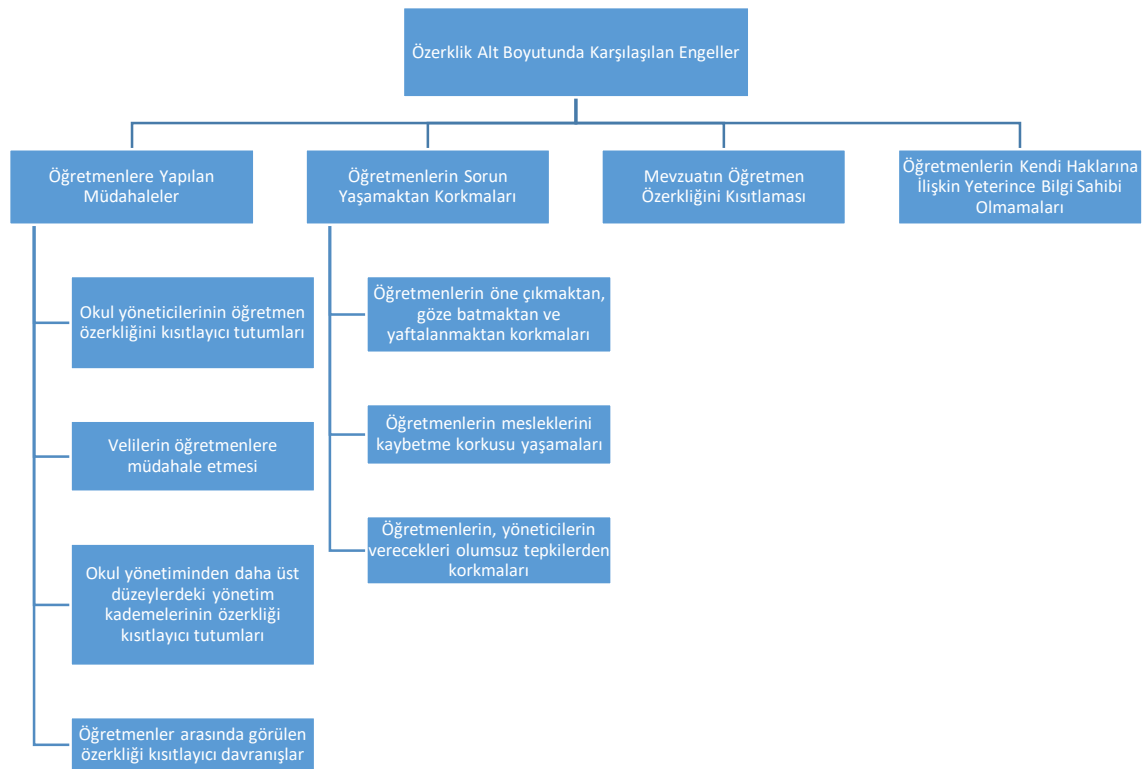 Özerklik Alt Boyutunda Karşılaşılan Engeller
Öğretmenlere Yapılan
Müdahaleler
Öğretmenlerin Sorun
Yaşamaktan Korkmaları
Mevzuatın Öğretmen
Özerkliğini Kısıtlaması
Öğretmenlerin Kendi Haklarına
İlişkin Yeterince Bilgi Sahibi
Olmamaları
Okul yöneticilerinin öğretmen
özerkliğini kısıtlayıcı tutumları
Velilerin öğretmenlere
müdahale etmesi
Okul yönetiminden daha üst
düzeylerdeki yönetim
kademelerinin özerkliği
kısıtlayıcı tutumları
Öğretmenler arasında görülen
özerkliği kısıtlayıcı davranışlar
Öğretmenlerin öne çıkmaktan,
göze batmaktan ve
yaftalanmaktan korkmaları
Öğretmenlerin mesleklerini
kaybetme korkusu yaşamaları
Öğretmenlerin, yöneticilerin
verecekleri olumsuz tepkilerden
korkmaları